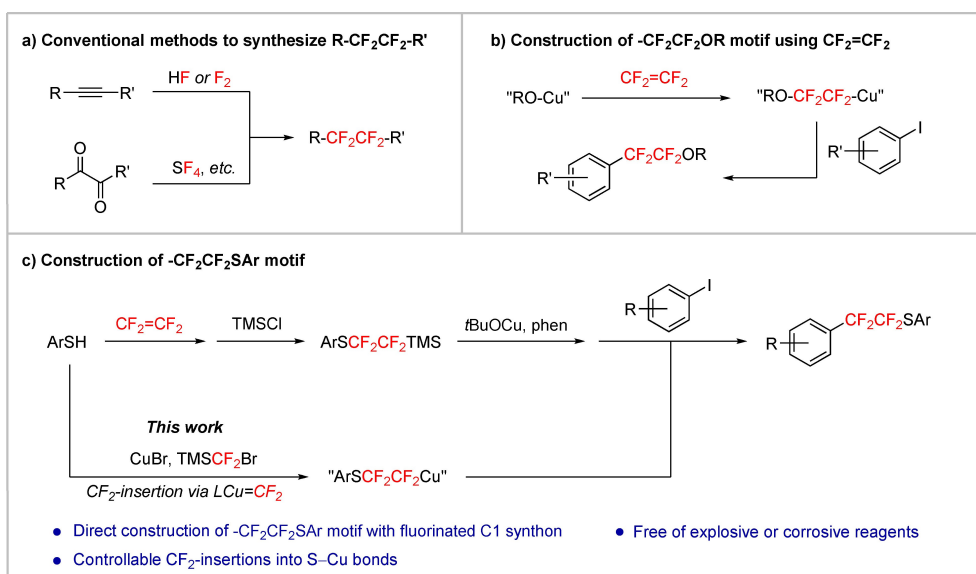 a) Conventional methods to synthesize R-CF₂CF₂-R'
R R'
HF or F₂
R-CF₂CF₂-R'
O
R R'
O
SF₄, etc.
b) Construction of -CF₂CF₂OR motif using CF₂=CF₂
"RO-Cu"
CF₂=CF₂
"RO-CF₂CF₂-Cu"
I
R'
CF₂CF₂OR
R'
c) Construction of -CF₂CF₂SAr motif
ArSH
CF₂=CF₂
TMSCl
ArSCF₂CF₂TMS
tBuOCu, phen
I
R
CF₂CF₂SAr
R
This work
CuBr, TMSCF₂Br
CF₂-insertion via LCu=CF₂
"ArSCF₂CF₂Cu"
• Direct construction of -CF₂CF₂SAr motif with fluorinated C1 synthon
• Free of explosive or corrosive reagents
• Controllable CF₂-insertions into S–Cu bonds